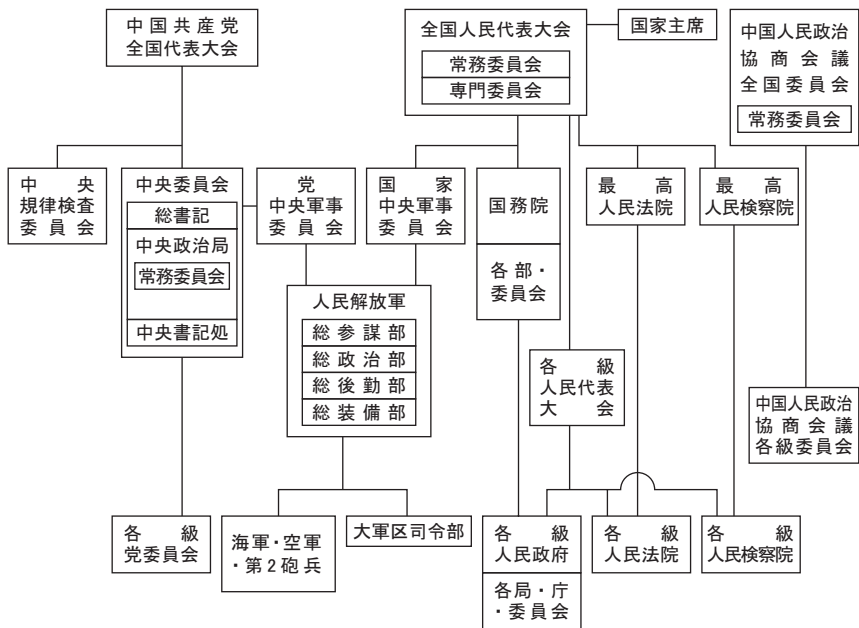 中国共産党
全国代表大会
全国人民代表大会
常務委員会
専門委員会
国家主席
中国人民政治
協商会議
全国委員会
常務委員会
中央
規律検査
委員会
中央委員会
総書記
中央政治局
常務委員会
中央書記処
党
中央軍事
委員会
国家
中央軍事
委員会
国務院
各部・
委員会
最高
人民法院
最高
人民検察院
人民解放軍
総参謀部
総政治部
総後勤部
総装備部
各級
人民代表
大会
中国人民政治
協商会議
各級委員会
各級
党委員会
海軍・空軍
・第2砲兵
大軍区司令部
各級
人民政府
各局・庁
・委員会
各級
人民法院
各級
人民検察院